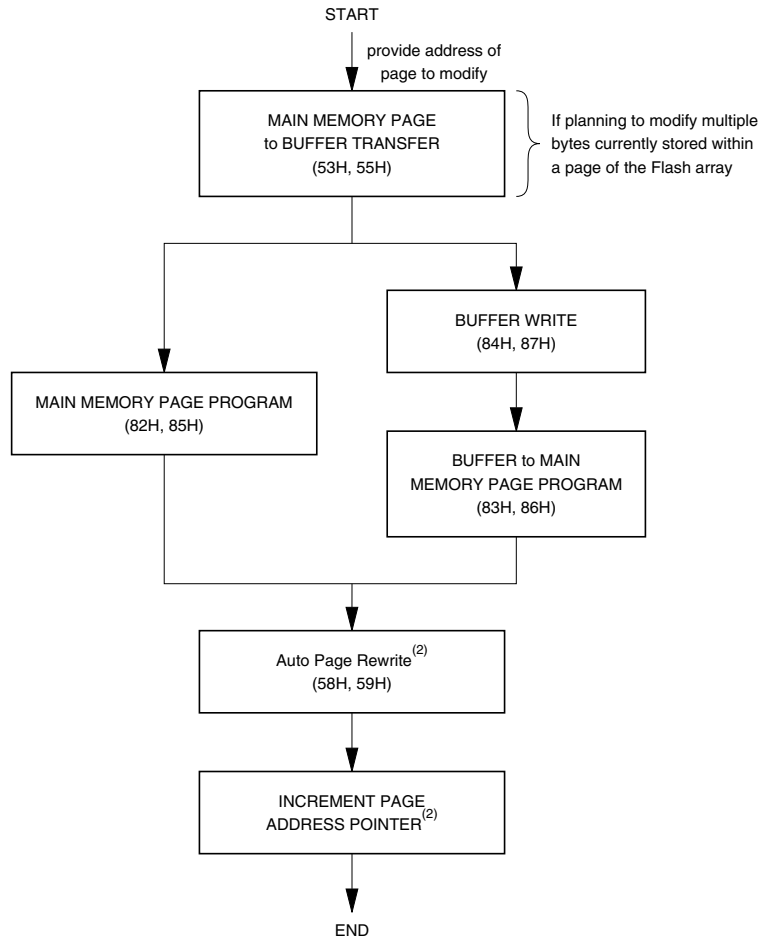 START
provide address of
page to modify
MAIN MEMORY PAGE
to BUFFER TRANSFER
(53H, 55H)
If planning to modify multiple
bytes currently stored within
a page of the Flash array
BUFFER WRITE
(84H, 87H)
MAIN MEMORY PAGE PROGRAM
(82H, 85H)
BUFFER to MAIN
MEMORY PAGE PROGRAM
(83H, 86H)
Auto Page Rewrite(2)
(58H, 59H)
INCREMENT PAGE
ADDRESS POINTER(2)
END